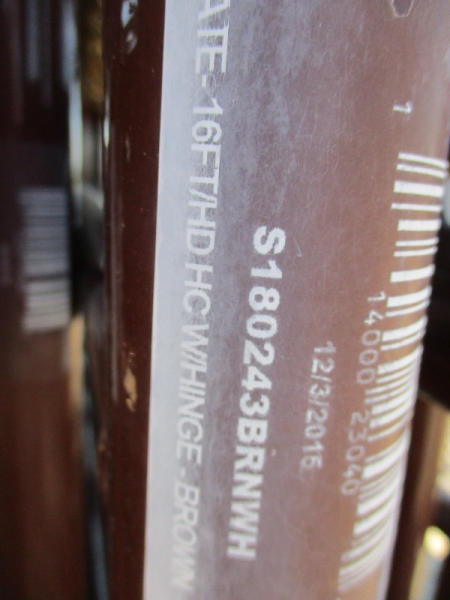 1 14000 23040
12/3/2015
S180243BRNWH
ATE - 16FT/HD HC W/HINGE - BROWN